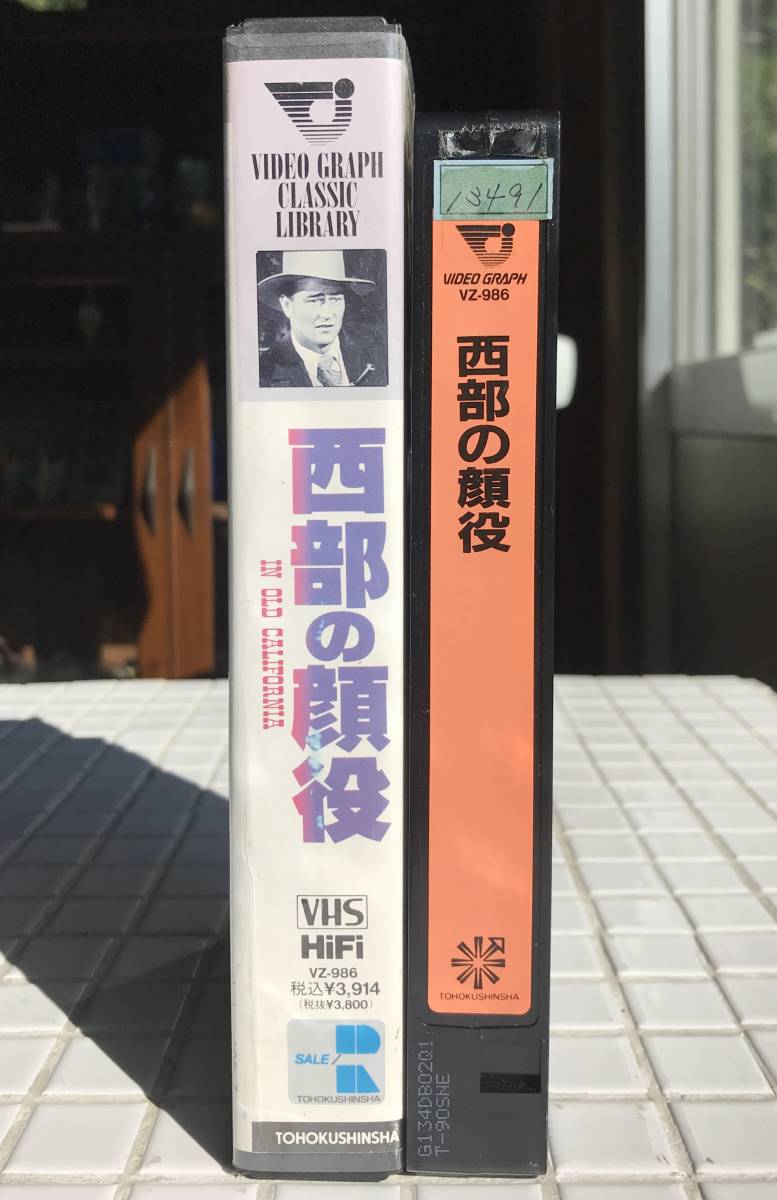 VIDEO GRAPH
CLASSIC
LIBRARY
西部の顔役
IN OLD CALIFORNIA
VHS
HiFi
VZ-986
税込¥3,914
(税抜¥3,800)
SALE/R
TOHOKUSHINSHA
TOHOKUSHINSHA
13491
VIDEO GRAPH
VZ-986
西部の顔役
TOHOKUSHINSHA
G134DB0201
T-90SNE